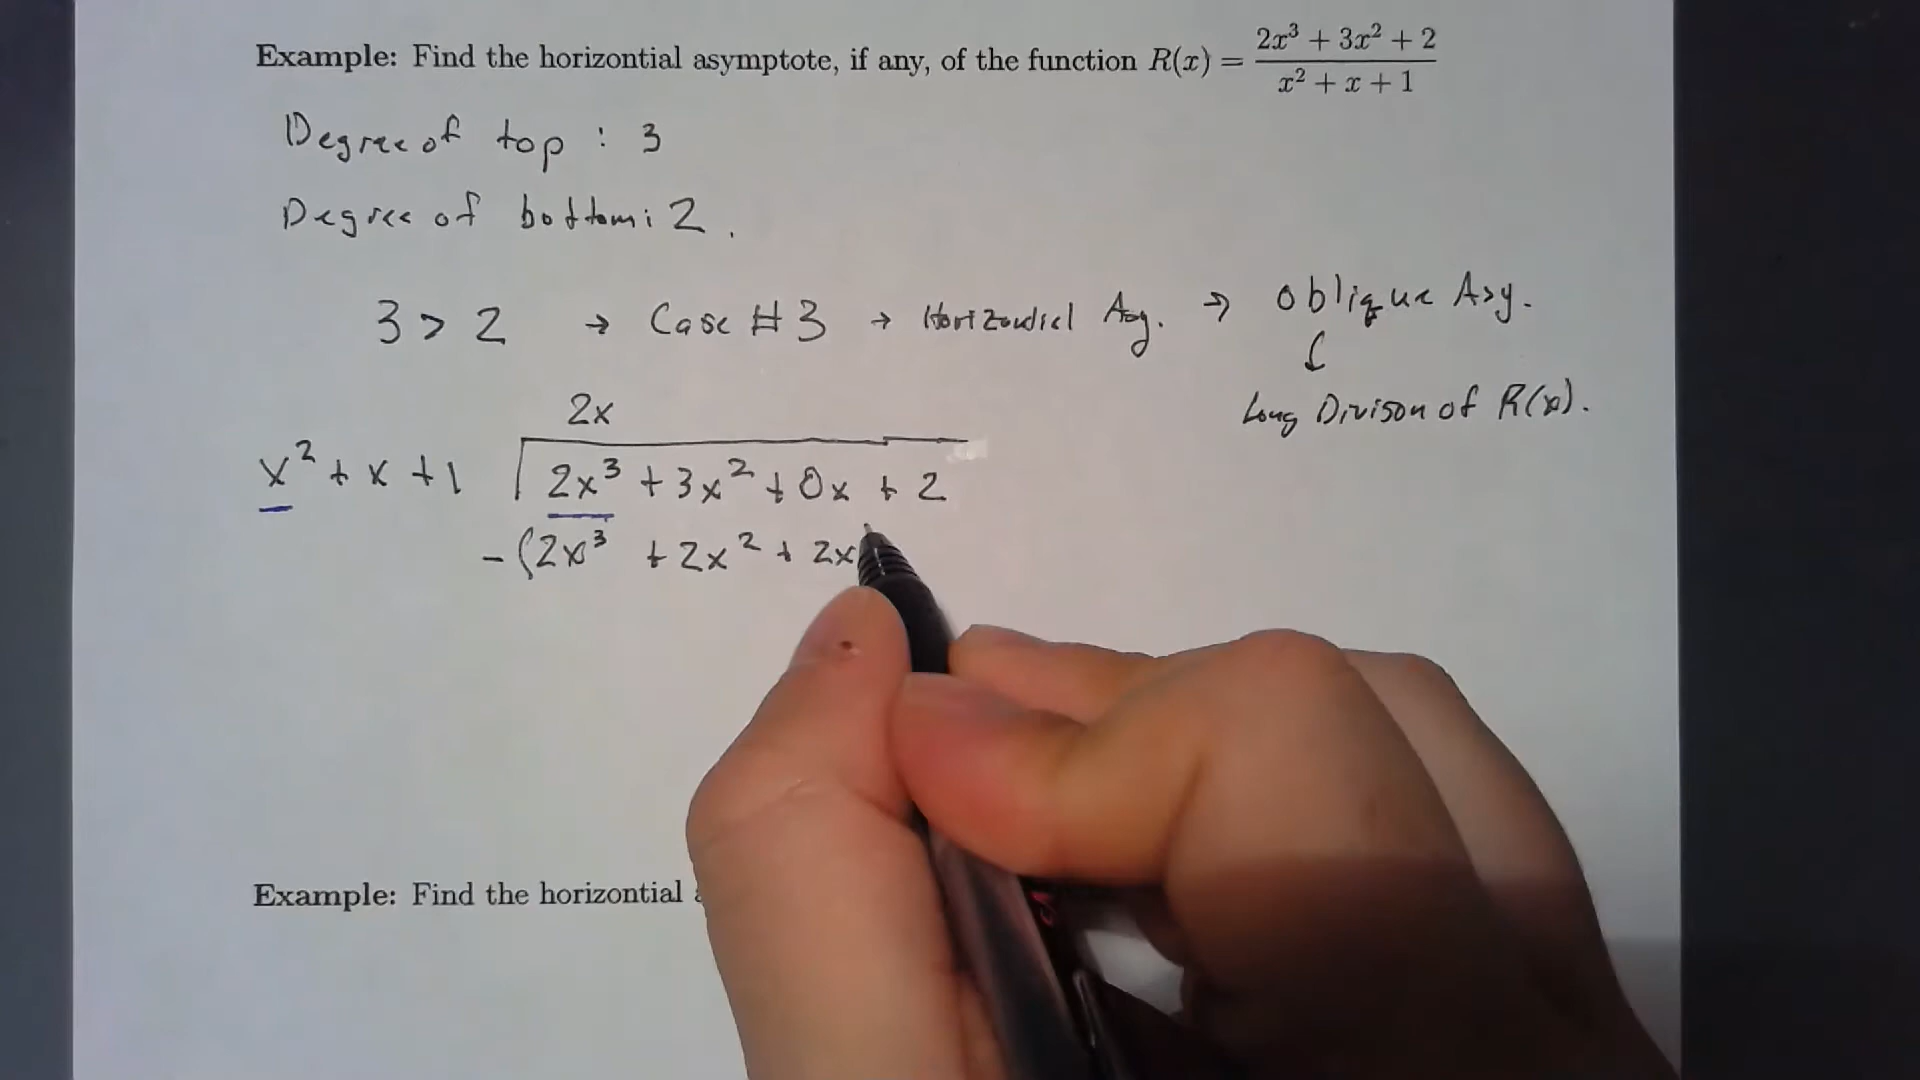 Example: Find the horizontial asymptote, if any, of the function R(x) = (2x³ + 3x² + 2)/(x² + x + 1)
Degree of top : 3
Degree of bottom: 2.
3 > 2 → Case # 3 → Horizontial Asy. → Oblique Asy.
↓
Long Divison of R(x).
2x
x² + x + 1 √ 2x³ + 3x² + 0x + 2
-(2x³ + 2x² + 2x
Example: Find the horizontial